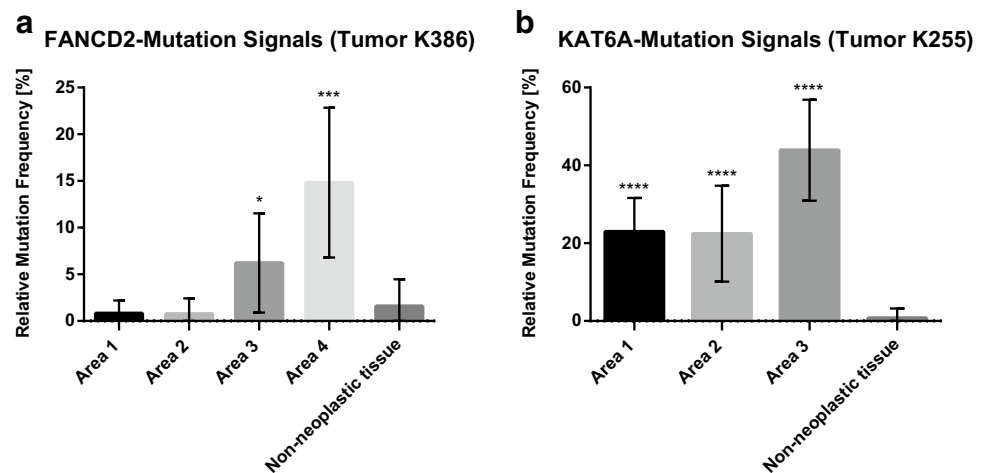 a
FANCD2-Mutation Signals (Tumor K386)
Relative Mutation Frequency [%]
25
20
15
10
5
0
*
***
Area 1
Area 2
Area 3
Area 4
Non-neoplastic tissue
b
KAT6A-Mutation Signals (Tumor K255)
Relative Mutation Frequency [%]
60
40
20
0
****
****
****
Area 1
Area 2
Area 3
Non-neoplastic tissue